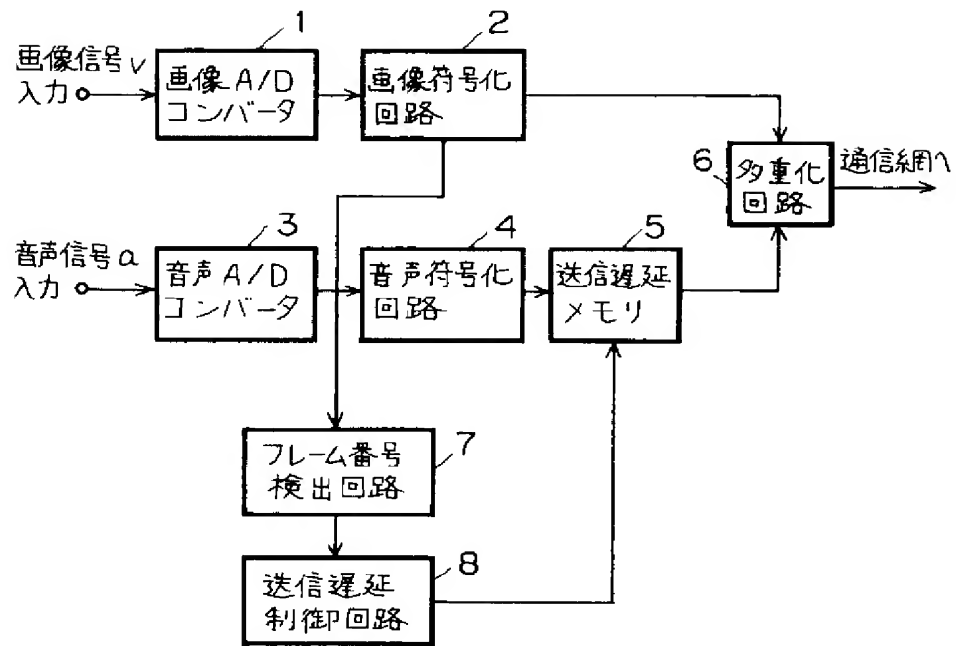 1
2
画像信号v
入力
画像A/D
コンバータ
画像符号化
回路
6
多重化
回路
通信網へ
3
4
5
音声信号a
入力
音声A/D
コンバータ
音声符号化
回路
送信遅延
メモリ
7
フレーム番号
検出回路
8
送信遅延
制御回路